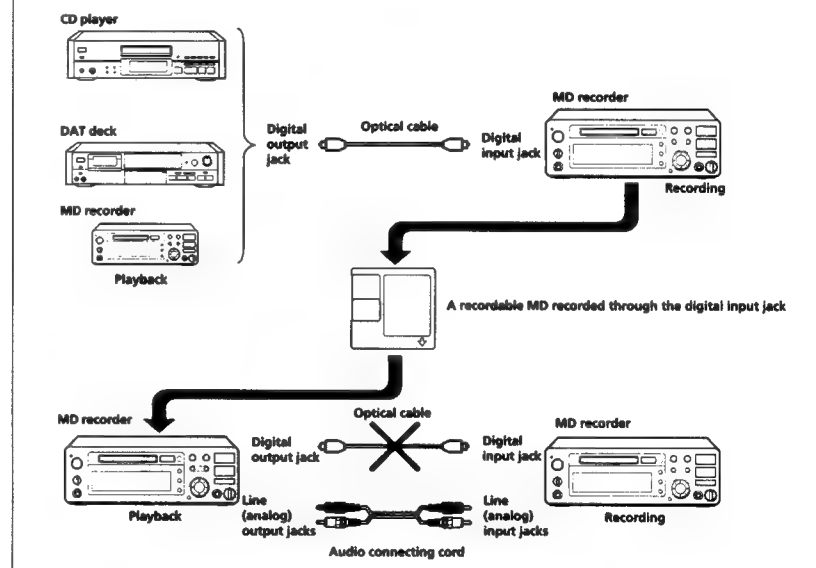 CD player
DAT deck
MD recorder
Playback
Digital
output
jack
Optical cable
Digital
input jack
MD recorder
Recording
A recordable MD recorded through the digital input jack
MD recorder
Playback
Digital
output jack
Optical cable
Digital
input jack
Line
(analog)
output jacks
Audio connecting cord
Line
(analog)
input jacks
MD recorder
Recording